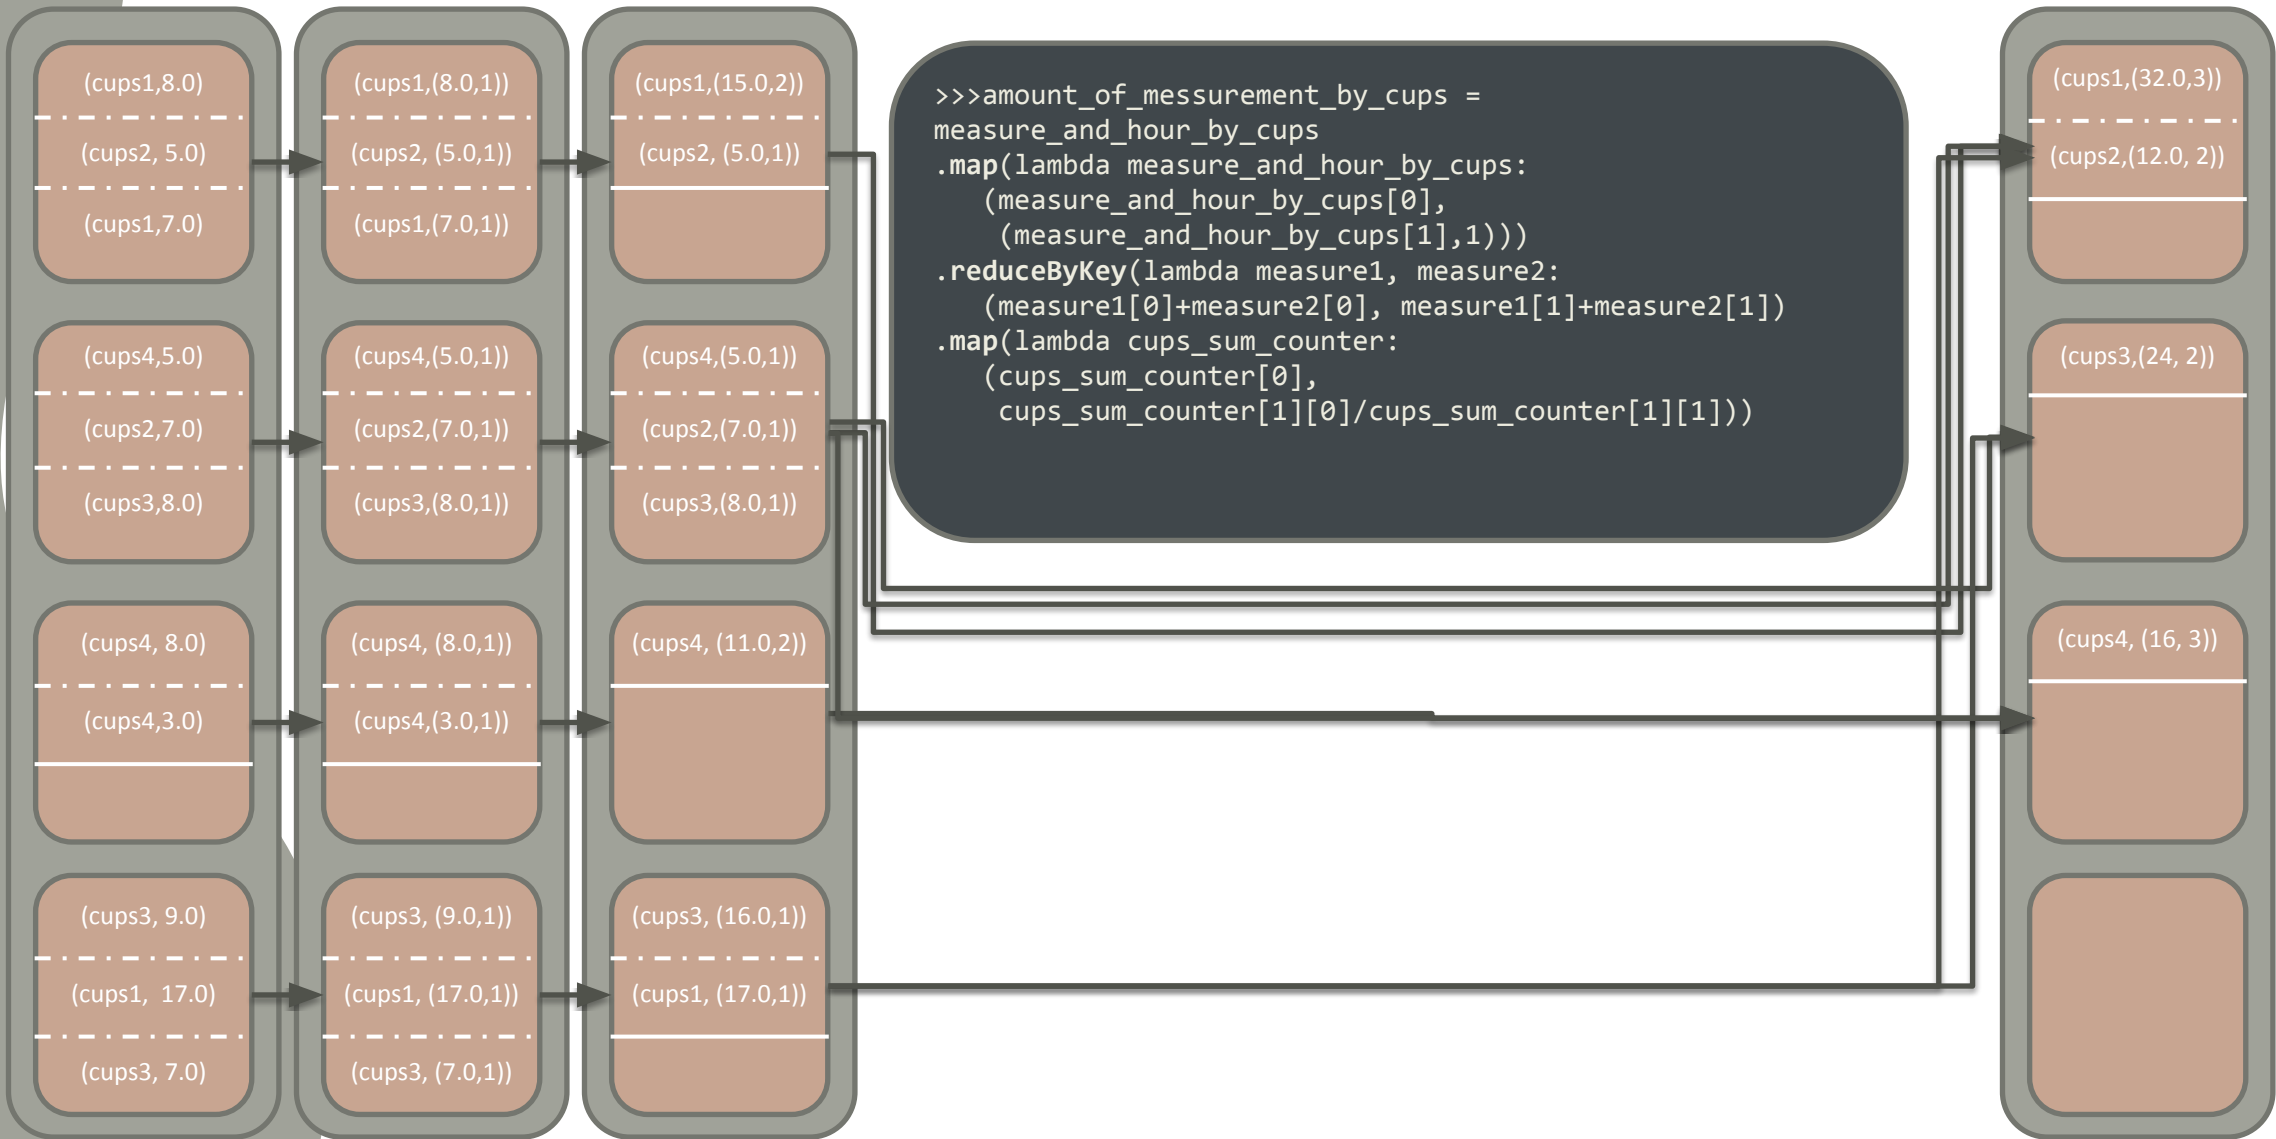 (cups1,8.0)
(cups2, 5.0)
(cups1,7.0)
(cups4,5.0)
(cups2,7.0)
(cups3,8.0)
(cups4, 8.0)
(cups4,3.0)
(cups3, 9.0)
(cups1,  17.0)
(cups3, 7.0)
(cups1,(8.0,1))
(cups2, (5.0,1))
(cups1,(7.0,1))
(cups4,(5.0,1))
(cups2,(7.0,1))
(cups3,(8.0,1))
(cups4, (8.0,1))
(cups4,(3.0,1))
(cups3, (9.0,1))
(cups1, (17.0,1))
(cups3, (7.0,1))
(cups1,(15.0,2))
(cups2, (5.0,1))
(cups4,(5.0,1))
(cups2,(7.0,1))
(cups3,(8.0,1))
(cups4, (11.0,2))
(cups3, (16.0,1))
(cups1, (17.0,1))
>>>amount_of_messurement_by_cups =
measure_and_hour_by_cups
.map(lambda measure_and_hour_by_cups:
   (measure_and_hour_by_cups[0],
    (measure_and_hour_by_cups[1],1)))
.reduceByKey(lambda measure1, measure2:
   (measure1[0]+measure2[0], measure1[1]+measure2[1])
.map(lambda cups_sum_counter:
   (cups_sum_counter[0],
    cups_sum_counter[1][0]/cups_sum_counter[1][1]))
(cups1,(32.0,3))
(cups2,(12.0, 2))
(cups3,(24, 2))
(cups4, (16, 3))